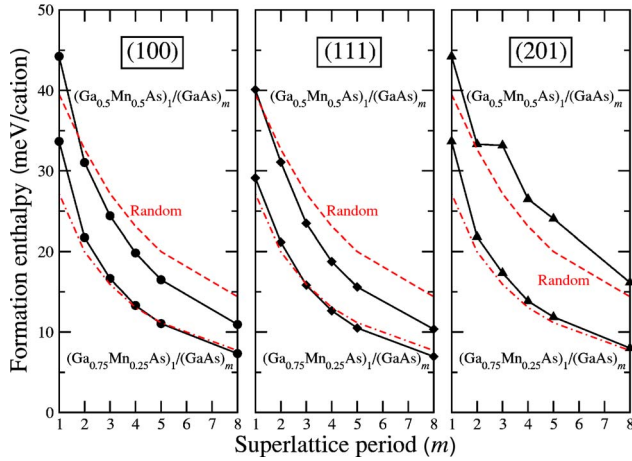 50
40
30
20
10
0
Formation enthalpy (meV/cation)
(100)
(Ga0.5Mn0.5As)1/(GaAs)m
Random
(Ga0.75Mn0.25As)1/(GaAs)m
1 2 3 4 5 6 7 8
(111)
(Ga0.5Mn0.5As)1/(GaAs)m
Random
(Ga0.75Mn0.25As)1/(GaAs)m
1 2 3 4 5 6 7 8
(201)
(Ga0.5Mn0.5As)1/(GaAs)m
Random
(Ga0.75Mn0.25As)1/(GaAs)m
1 2 3 4 5 6 7 8
Superlattice period (m)